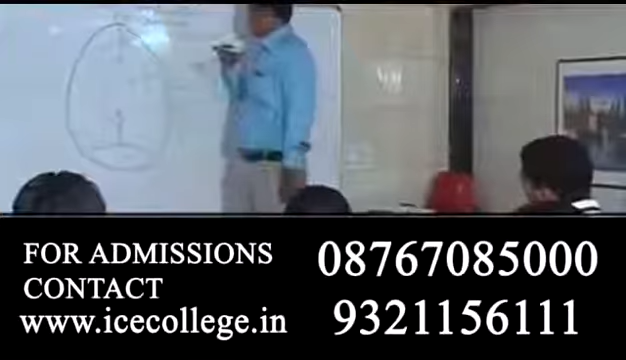 FOR ADMISSIONS
CONTACT
www.icecollege.in
08767085000
9321156111